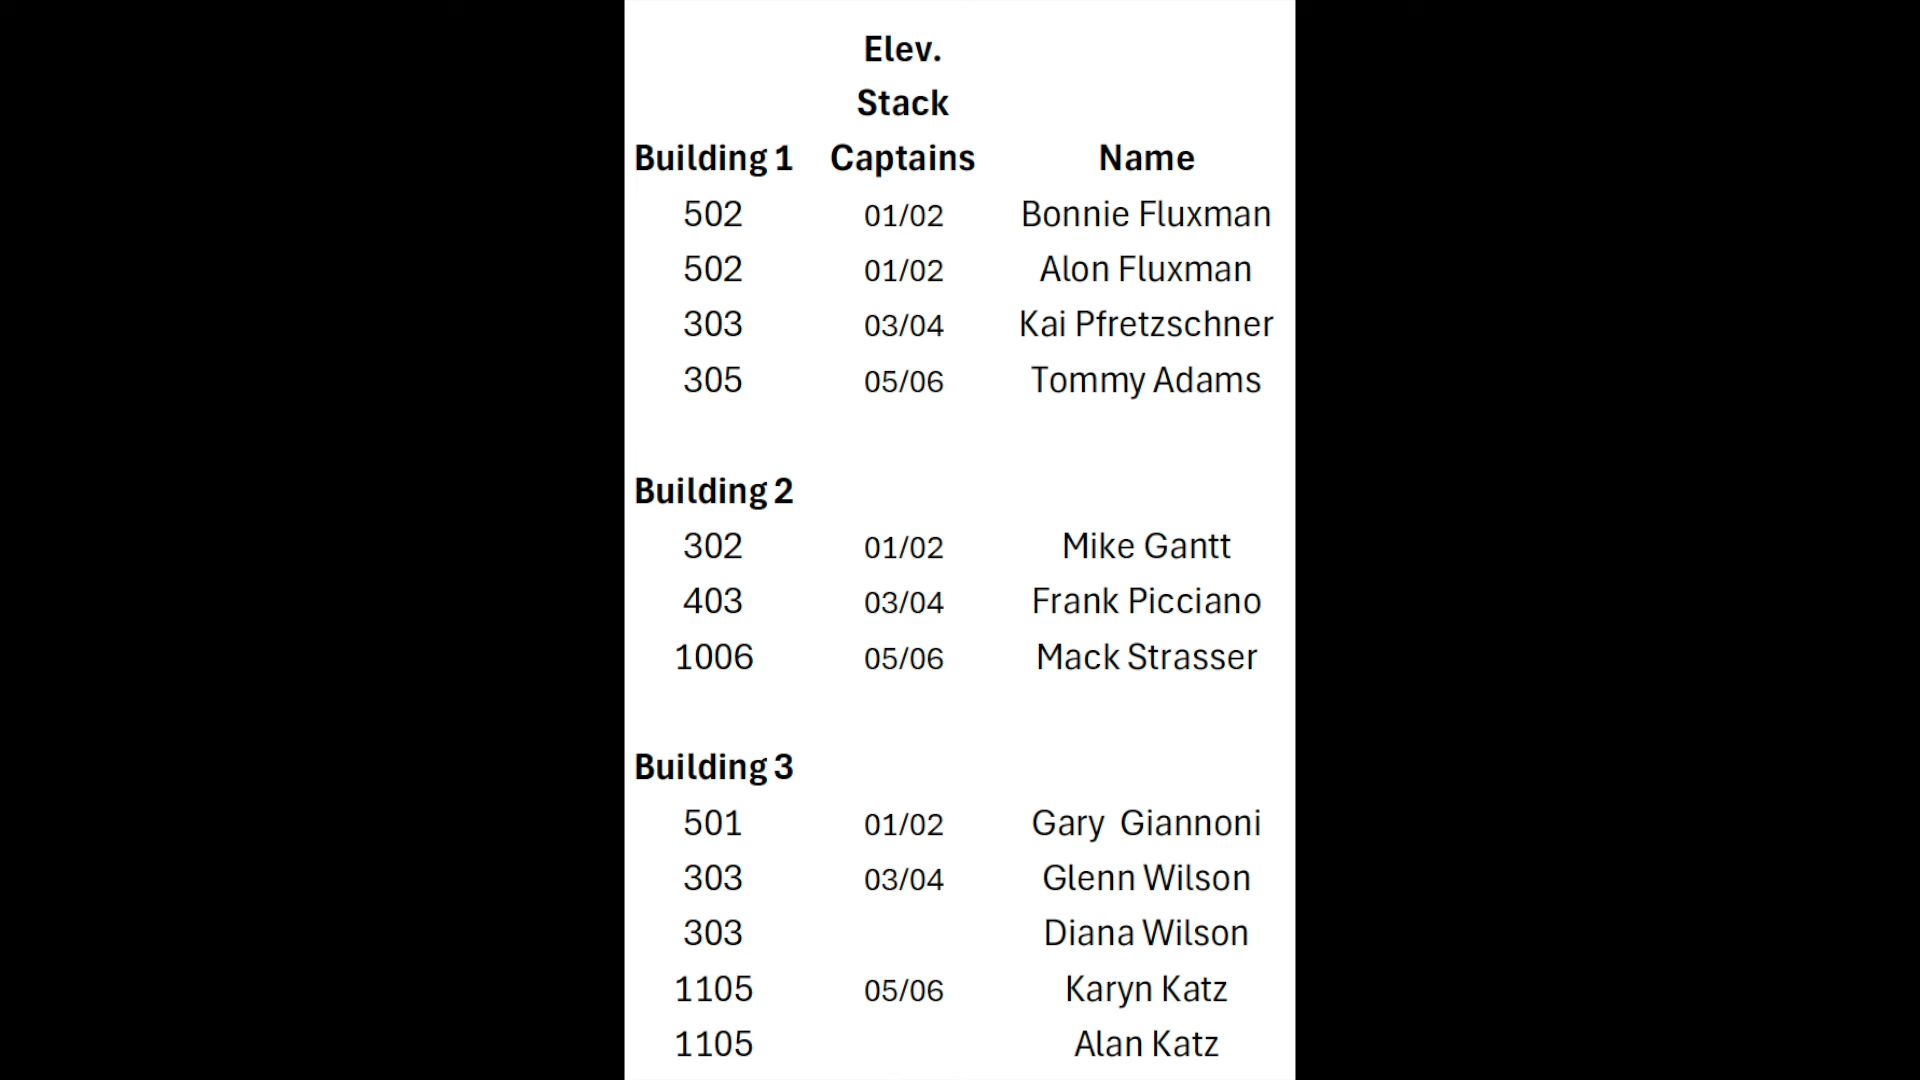 Elev.
Stack
Building 1 Captains Name
502 01/02 Bonnie Fluxman
502 01/02 Alon Fluxman
303 03/04 Kai Pfretzschner
305 05/06 Tommy Adams
Building 2
302 01/02 Mike Gantt
403 03/04 Frank Picciano
1006 05/06 Mack Strasser
Building 3
501 01/02 Gary Giannoni
303 03/04 Glenn Wilson
303 Diana Wilson
1105 05/06 Karyn Katz
1105 Alan Katz